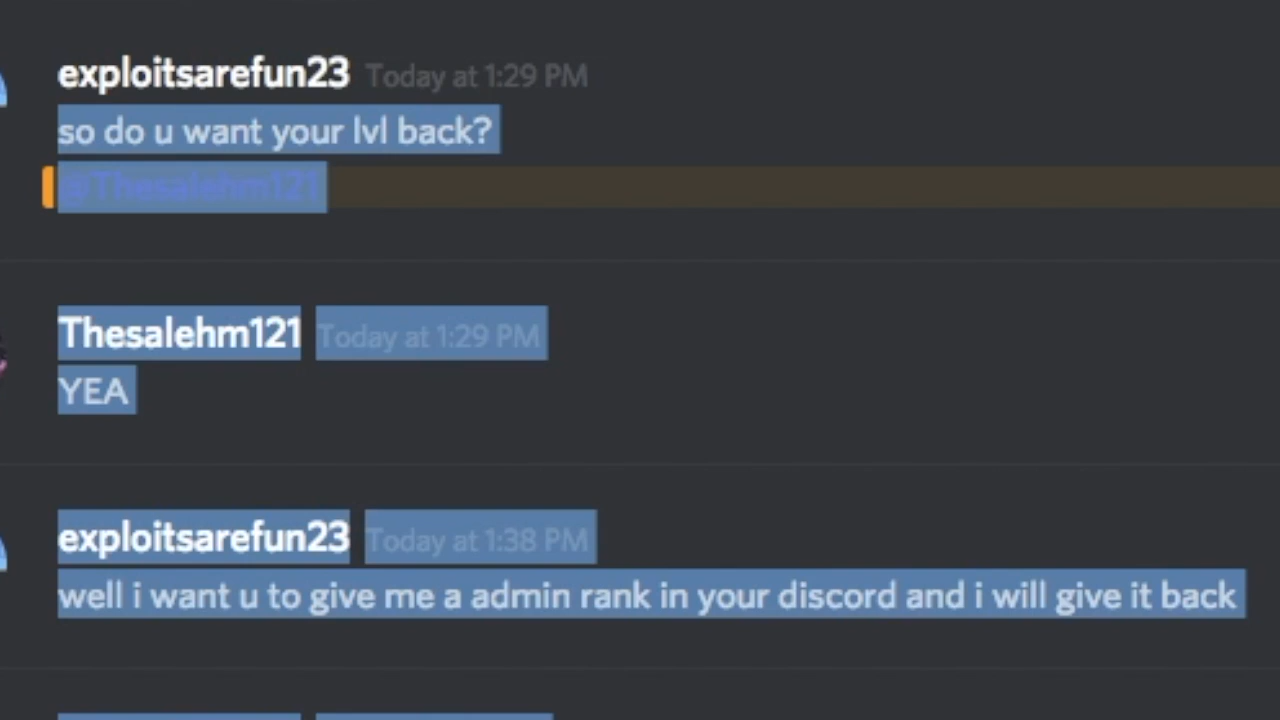 exploitsarefun23 Today at 1:29 PM
so do u want your lvl back?
@Thesalehm121
Thesalehm121 Today at 1:29 PM
YEA
exploitsarefun23 Today at 1:38 PM
well i want u to give me a admin rank in your discord and i will give it back